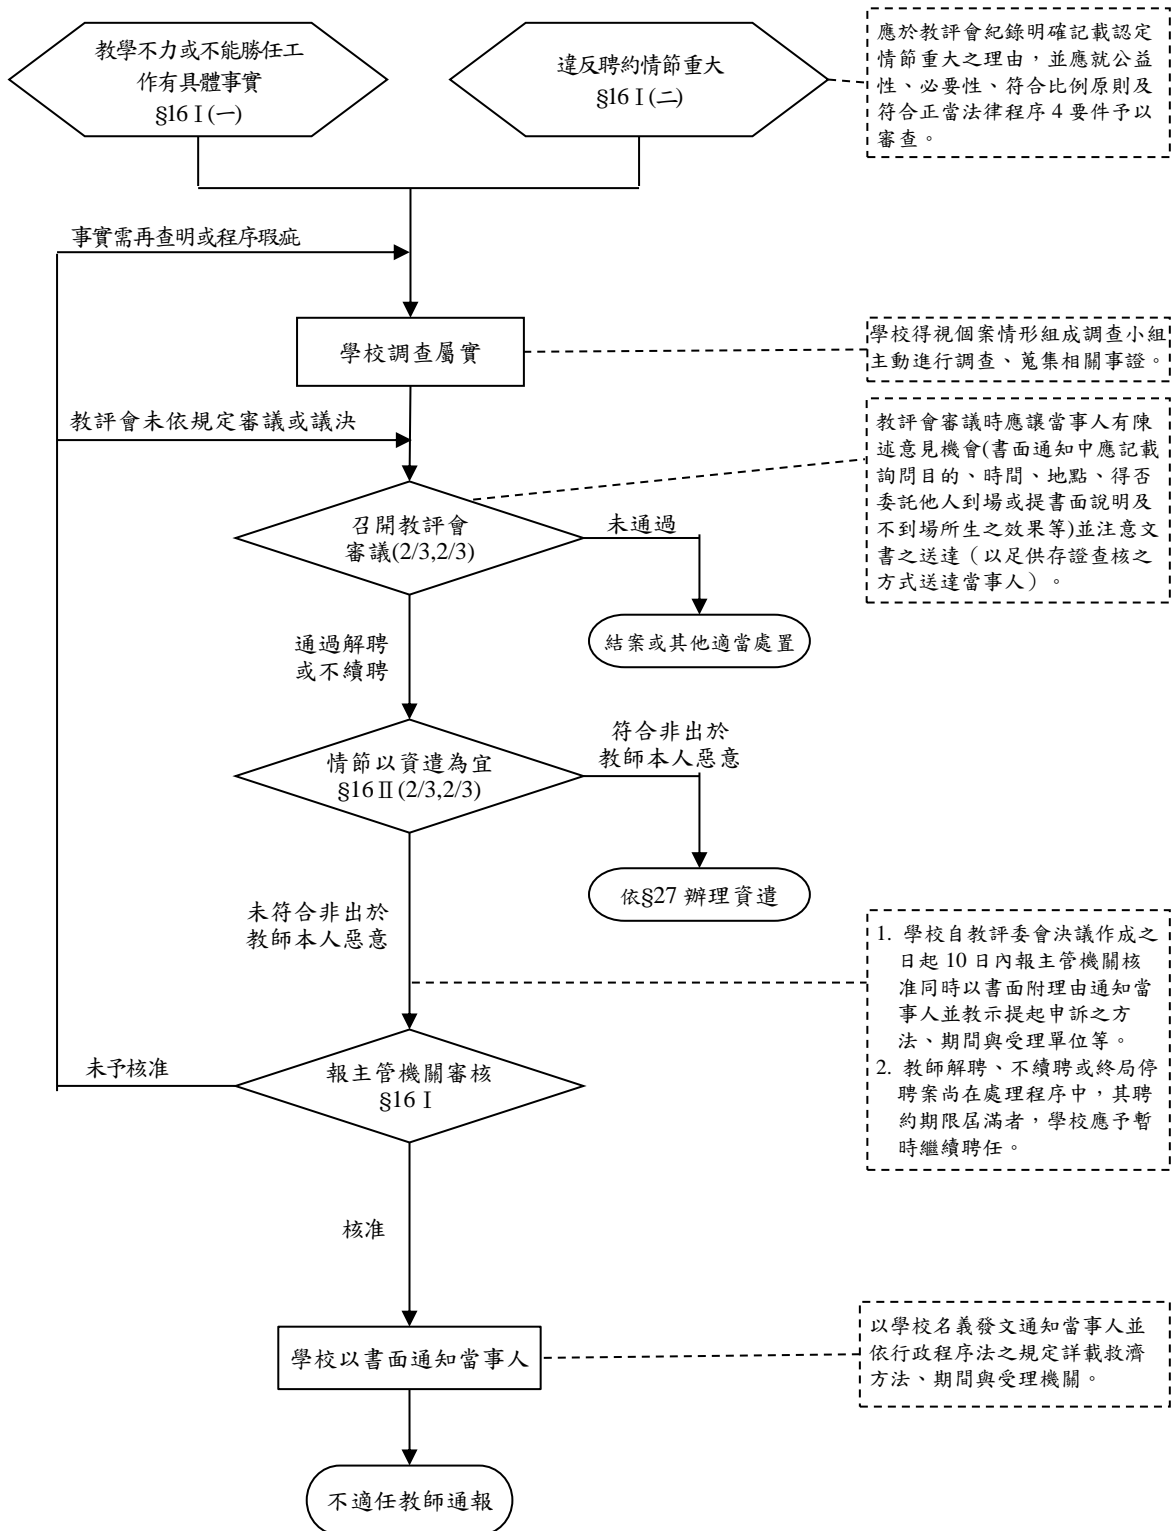 教學不力或不能勝任工
作有具體事實
§16 I (一)
違反聘約情節重大
§16 I (二)
應於教評會紀錄明確記載認定
情節重大之理由，並應就公益
性、必要性、符合比例原則及
符合正當法律程序 4 要件予以
審查。
事實需再查明或程序瑕疵
學校調查屬實
學校得視個案情形組成調查小組
主動進行調查、蒐集相關事證。
教評會未依規定審議或議決
教評會審議時應讓當事人有陳
述意見機會(書面通知中應記載
詢問目的、時間、地點、得否
委託他人到場或提書面說明及
不到場所生之效果等)並注意文
書之送達（以足供存證查核之
方式送達當事人）。
召開教評會
審議(2/3,2/3)
未通過
結案或其他適當處置
通過解聘
或不續聘
情節以資遣為宜
§16 II (2/3,2/3)
符合非出於
教師本人惡意
依§27 辦理資遣
未符合非出於
教師本人惡意
1. 學校自教評委會決議作成之
日起 10 日內報主管機關核
准同時以書面附理由通知當
事人並教示提起申訴之方
法、期間與受理單位等。
2. 教師解聘、不續聘或終局停
聘案尚在處理程序中，其聘
約期限屆滿者，學校應予暫
時繼續聘任。
未予核准
報主管機關審核
§16 I
核准
學校以書面通知當事人
以學校名義發文通知當事人並
依行政程序法之規定詳載救濟
方法、期間與受理機關。
不適任教師通報